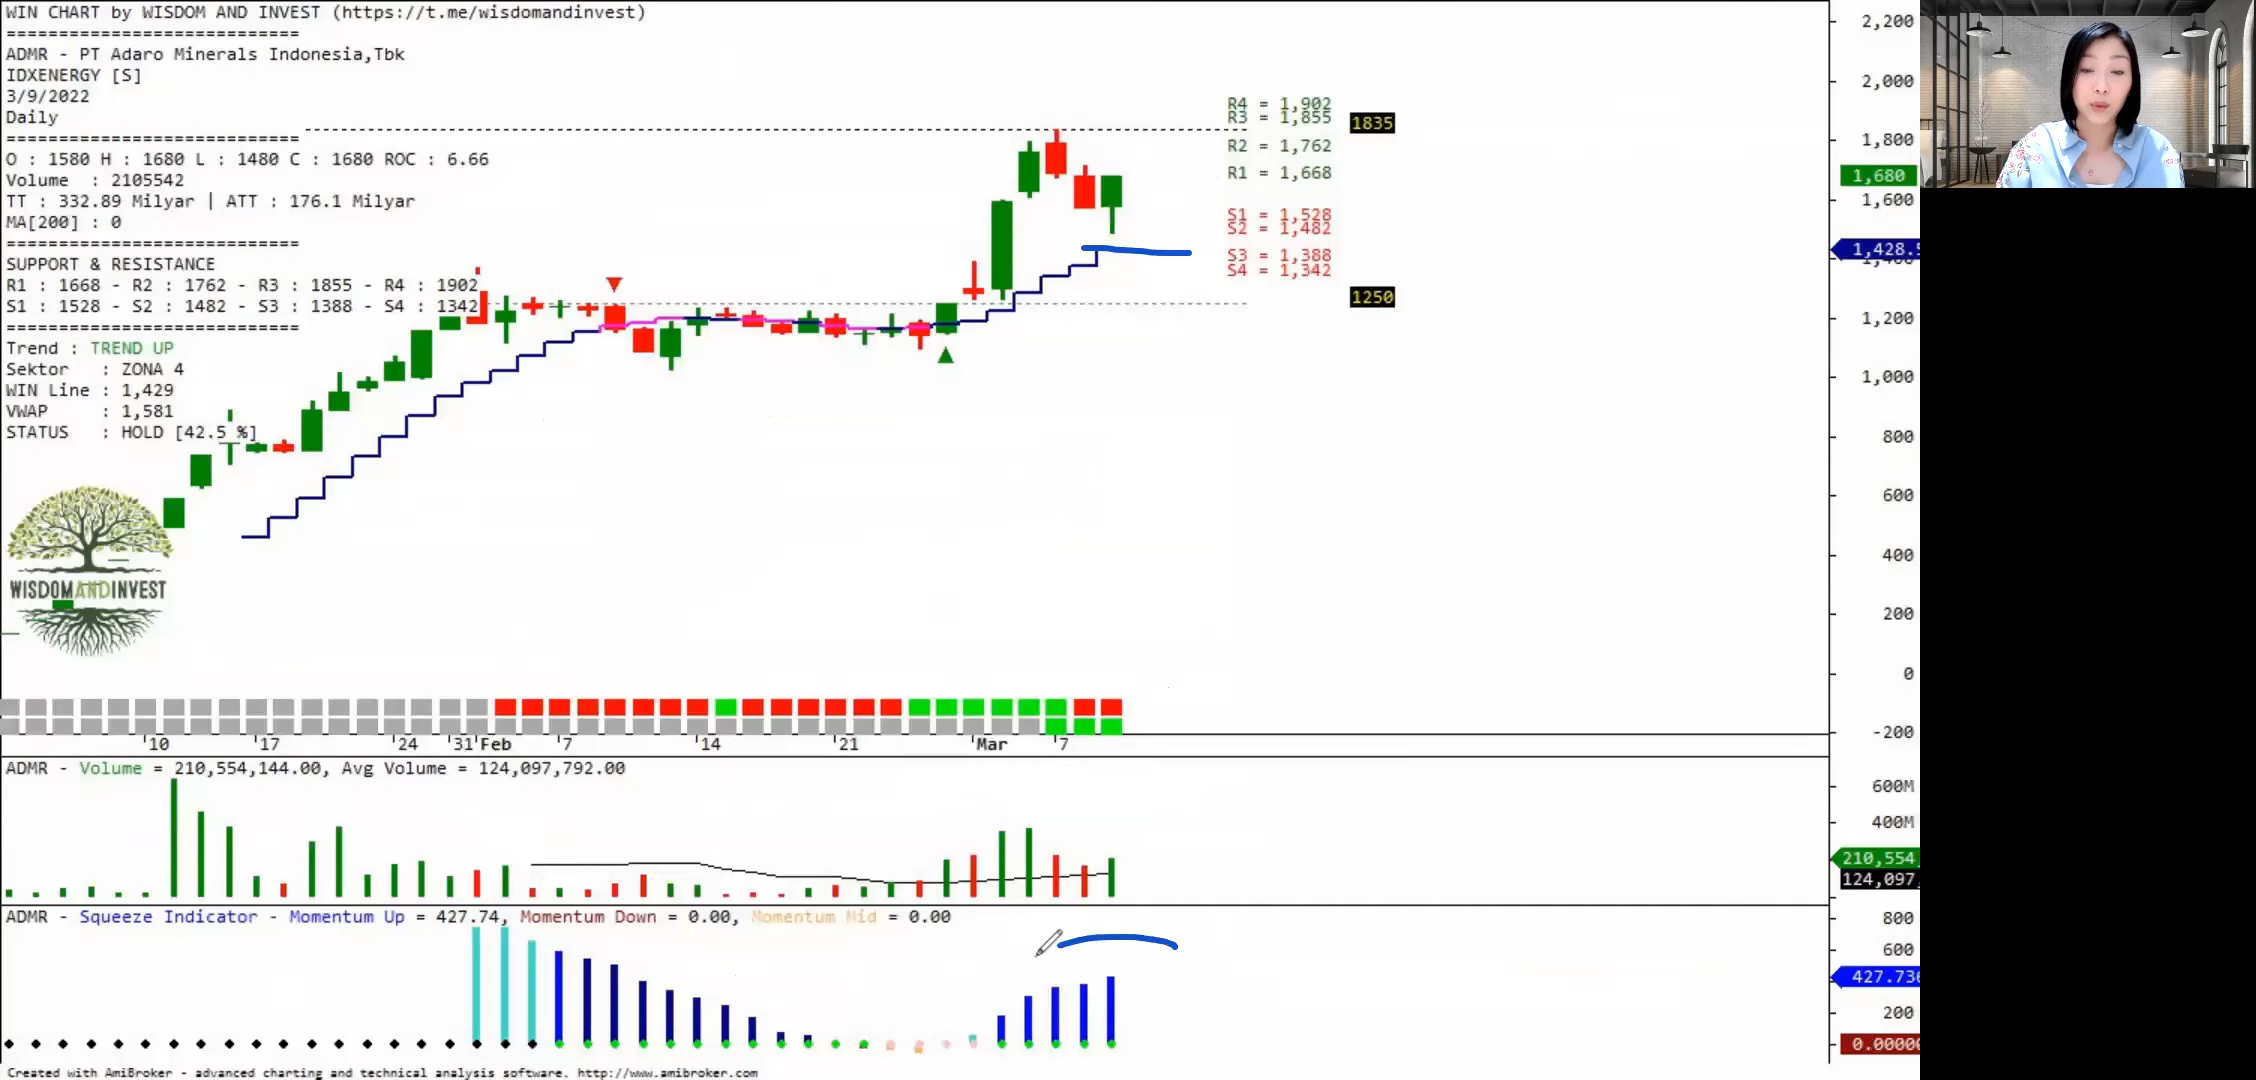 WIN CHART by WISDOM AND INVEST (https://t.me/wisdomandinvest)
============================
ADMR - PT Adaro Minerals Indonesia,Tbk
IDXENERGY [S]
3/9/2022
Daily
============================
O : 1580 H : 1680 L : 1480 C : 1680 ROC : 6.66
Volume : 2105542
TT : 332.89 Milyar | ATT : 176.1 Milyar
MA[200] : 0
============================
SUPPORT & RESISTANCE
R1 : 1668 - R2 : 1762 - R3 : 1855 - R4 : 1902
S1 : 1528 - S2 : 1482 - S3 : 1388 - S4 : 1342
============================
Trend : TREND UP
Sektor : ZONA 4
WIN Line : 1,429
VWAP : 1,581
STATUS : HOLD [42.5 %]
WISDOMANDINVEST
R4 = 1,902
R3 = 1,855
R2 = 1,762
R1 = 1,668
S1 = 1,528
S2 = 1,482
S3 = 1,388
S4 = 1,342
1835
1250
2,200
2,000
1,800
1,680
1,600
1,428.5
1,400
1,200
1,000
800
600
400
200
0
-200
10 17 24 31 Feb 7 14 21 Mar 7
ADMR - Volume = 210,554,144.00, Avg Volume = 124,097,792.00
600M
400M
210,554
124,097
ADMR - Squeeze Indicator - Momentum Up = 427.74, Momentum Down = 0.00, Momentum Mid = 0.00
800
600
427.736
200
0.00000
Created with AmiBroker - advanced charting and technical analysis software. http://www.amibroker.com